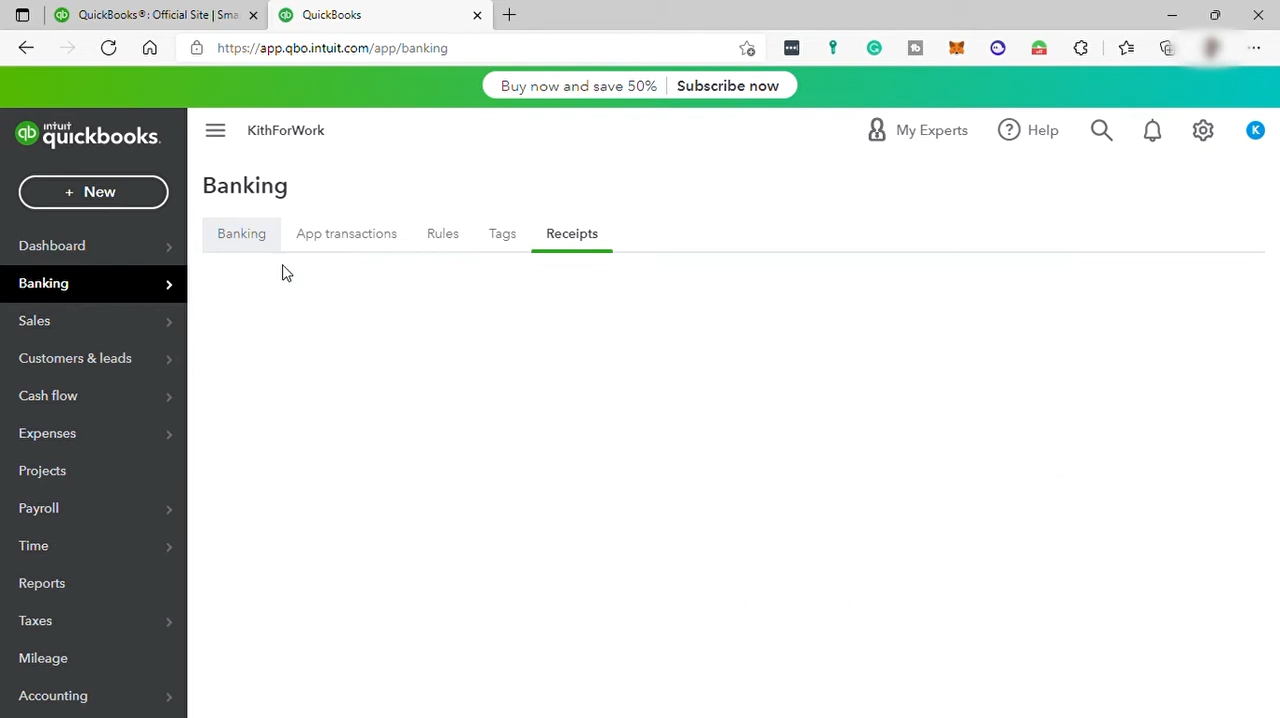 QuickBooks®: Official Site | Sma
QuickBooks
https://app.qbo.intuit.com/app/banking
Buy now and save 50% | Subscribe now
qb intuit quickbooks.
KithForWork
My Experts
Help
K
+ New
Banking
Banking
App transactions
Rules
Tags
Receipts
Dashboard
Banking
Sales
Customers & leads
Cash flow
Expenses
Projects
Payroll
Time
Reports
Taxes
Mileage
Accounting